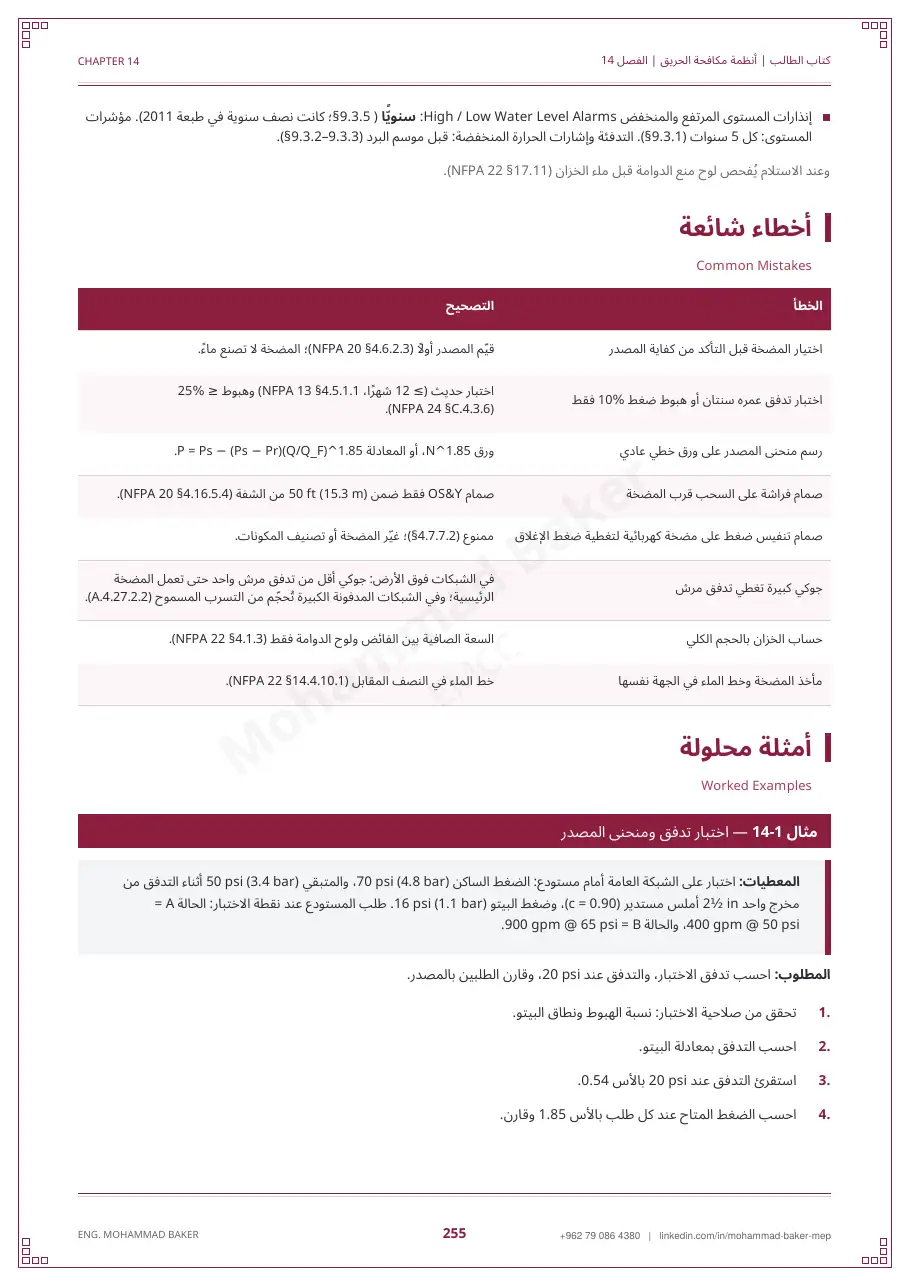 كتاب الطالب | أنظمة مكافحة الحريق | الفصل 14
CHAPTER 14
إنذارات المستوى المرتفع والمنخفض High / Low Water Level Alarms: سنويًّا ( §9.3.5؛ كانت نصف سنوية في طبعة 2011). مؤشرات
المستوى: كل 5 سنوات (§9.3.1). التدفئة وإشارات الحرارة المنخفضة: قبل موسم البرد (§9.3.2–9.3.3).
وعند الاستلام يُفحص لوح منع الدوامة قبل ملء الخزان (NFPA 22 §17.11).
أخطاء شائعة
Common Mistakes
الخطأ | التصحيح
اختيار المضخة قبل التأكد من كفاية المصدر | قيّم المصدر أولًا (NFPA 20 §4.6.2.3)؛ المضخة لا تصنع ماءً.
اختبار تدفق عمره سنتان أو هبوط ضغط 10% فقط | اختبار حديث (≤ 12 شهرًا، NFPA 13 §4.5.1.1) وهبوط ≥ 25%
(NFPA 24 §C.4.3.6).
رسم منحنى المصدر على ورق خطي عادي | ورق N^1.85، أو المعادلة P = Ps − (Ps − Pr)(Q/Q_F)^1.85.
صمام فراشة على السحب قرب المضخة | صمام OS&Y فقط ضمن 50 ft (15.3 m) من الشفة (NFPA 20 §4.16.5.4).
صمام تنفيس ضغط على مضخة كهربائية لتغطية ضغط الإغلاق | ممنوع (§4.7.7.2)؛ غيّر المضخة أو تصنيف المكونات.
جوكي كبيرة تغطي تدفق مرش | في الشبكات فوق الأرض: جوكي أقل من تدفق مرش واحد حتى تعمل المضخة
الرئيسية؛ وفي الشبكات المدفونة الكبيرة تُحجّم من التسرب المسموح (A.4.27.2.2).
حساب الخزان بالحجم الكلي | السعة الصافية بين الفائض ولوح الدوامة فقط (NFPA 22 §4.1.3).
مأخذ المضخة وخط الملء في الجهة نفسها | خط الملء في النصف المقابل (NFPA 22 §14.4.10.1).
أمثلة محلولة
Worked Examples
مثال 1-14 — اختبار تدفق ومنحنى المصدر
المعطيات: اختبار على الشبكة العامة أمام مستودع: الضغط الساكن 70 psi (4.8 bar)، والمتبقي 50 psi (3.4 bar) أثناء التدفق من
مخرج واحد 2½ in أملس مستدير (c = 0.90)، وضغط البيتو 16 psi (1.1 bar). طلب المستودع عند نقطة الاختبار: الحالة A =
400 gpm @ 50 psi، والحالة B = 900 gpm @ 65 psi.
المطلوب: احسب تدفق الاختبار، والتدفق عند 20 psi، وقارن الطلبين بالمصدر.
1. تحقق من صلاحية الاختبار: نسبة الهبوط ونطاق البيتو.
2. احسب التدفق بمعادلة البيتو.
3. استقرئ التدفق عند 20 psi بالأس 0.54.
4. احسب الضغط المتاح عند كل طلب بالأس 1.85 وقارن.
Mohammad Baker
EPCC
ENG. MOHAMMAD BAKER
255
+962 79 086 4380 | linkedin.com/in/mohammad-baker-mep